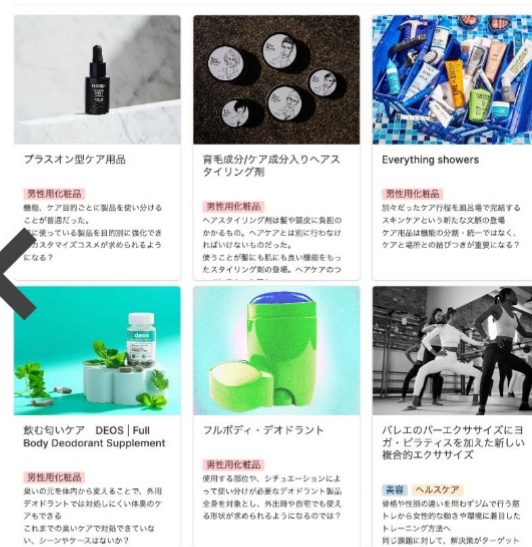 プラスオン型ケア用品
男性用化粧品
機能、ケア目的ごとに製品を使い分ける
ことが普通だった。
に使っている製品を目的別に強化でき
カスタマイズコスメが求められるよう
になる？
育毛成分/ケア成分入りヘアス
タイリング剤
男性用化粧品
ヘアスタイリング剤は髪や頭皮に負担の
かかるもの。ヘアケアとは別に行わなけ
ればいけないものだった。
使うことが髪にも肌にも良い機能をもっ
たスタイリング剤の登場。ヘアケアのつ
Everything showers
男性用化粧品
別々だったケア行程を風呂場で完結する
スキンケアという新たな文脈の登場
ケア用品は機能の分割・統一ではなく、
ケアと場所との結びつきが重要になる？
deos
飲む匂いケア　DEOS | Full
Body Deodorant Supplement
男性用化粧品
臭いの元を体内から変えることで、外用
デオドラントでは対処しにくい体臭のケ
アもできる
これまでの臭いケアで対処できていな
い、シーンやケースはないか？
フルボディ・デオドラント
男性用化粧品
使用する部位や、シチュエーションによ
って使い分けが必要なデオドラント製品
全身を対象とし、外出時や自宅でも使え
る形状が求められるようになるのでは？
バレエのバーエクササイズにヨ
ガ・ピラティスを加えた新しい
複合的エクササイズ
美容 ヘルスケア
骨格や性別の違いを問わずジムで行う筋
トレから女性的な動きや環境に着目した
トレーニング方法へ
同じ課題に対して、解決策がターゲット